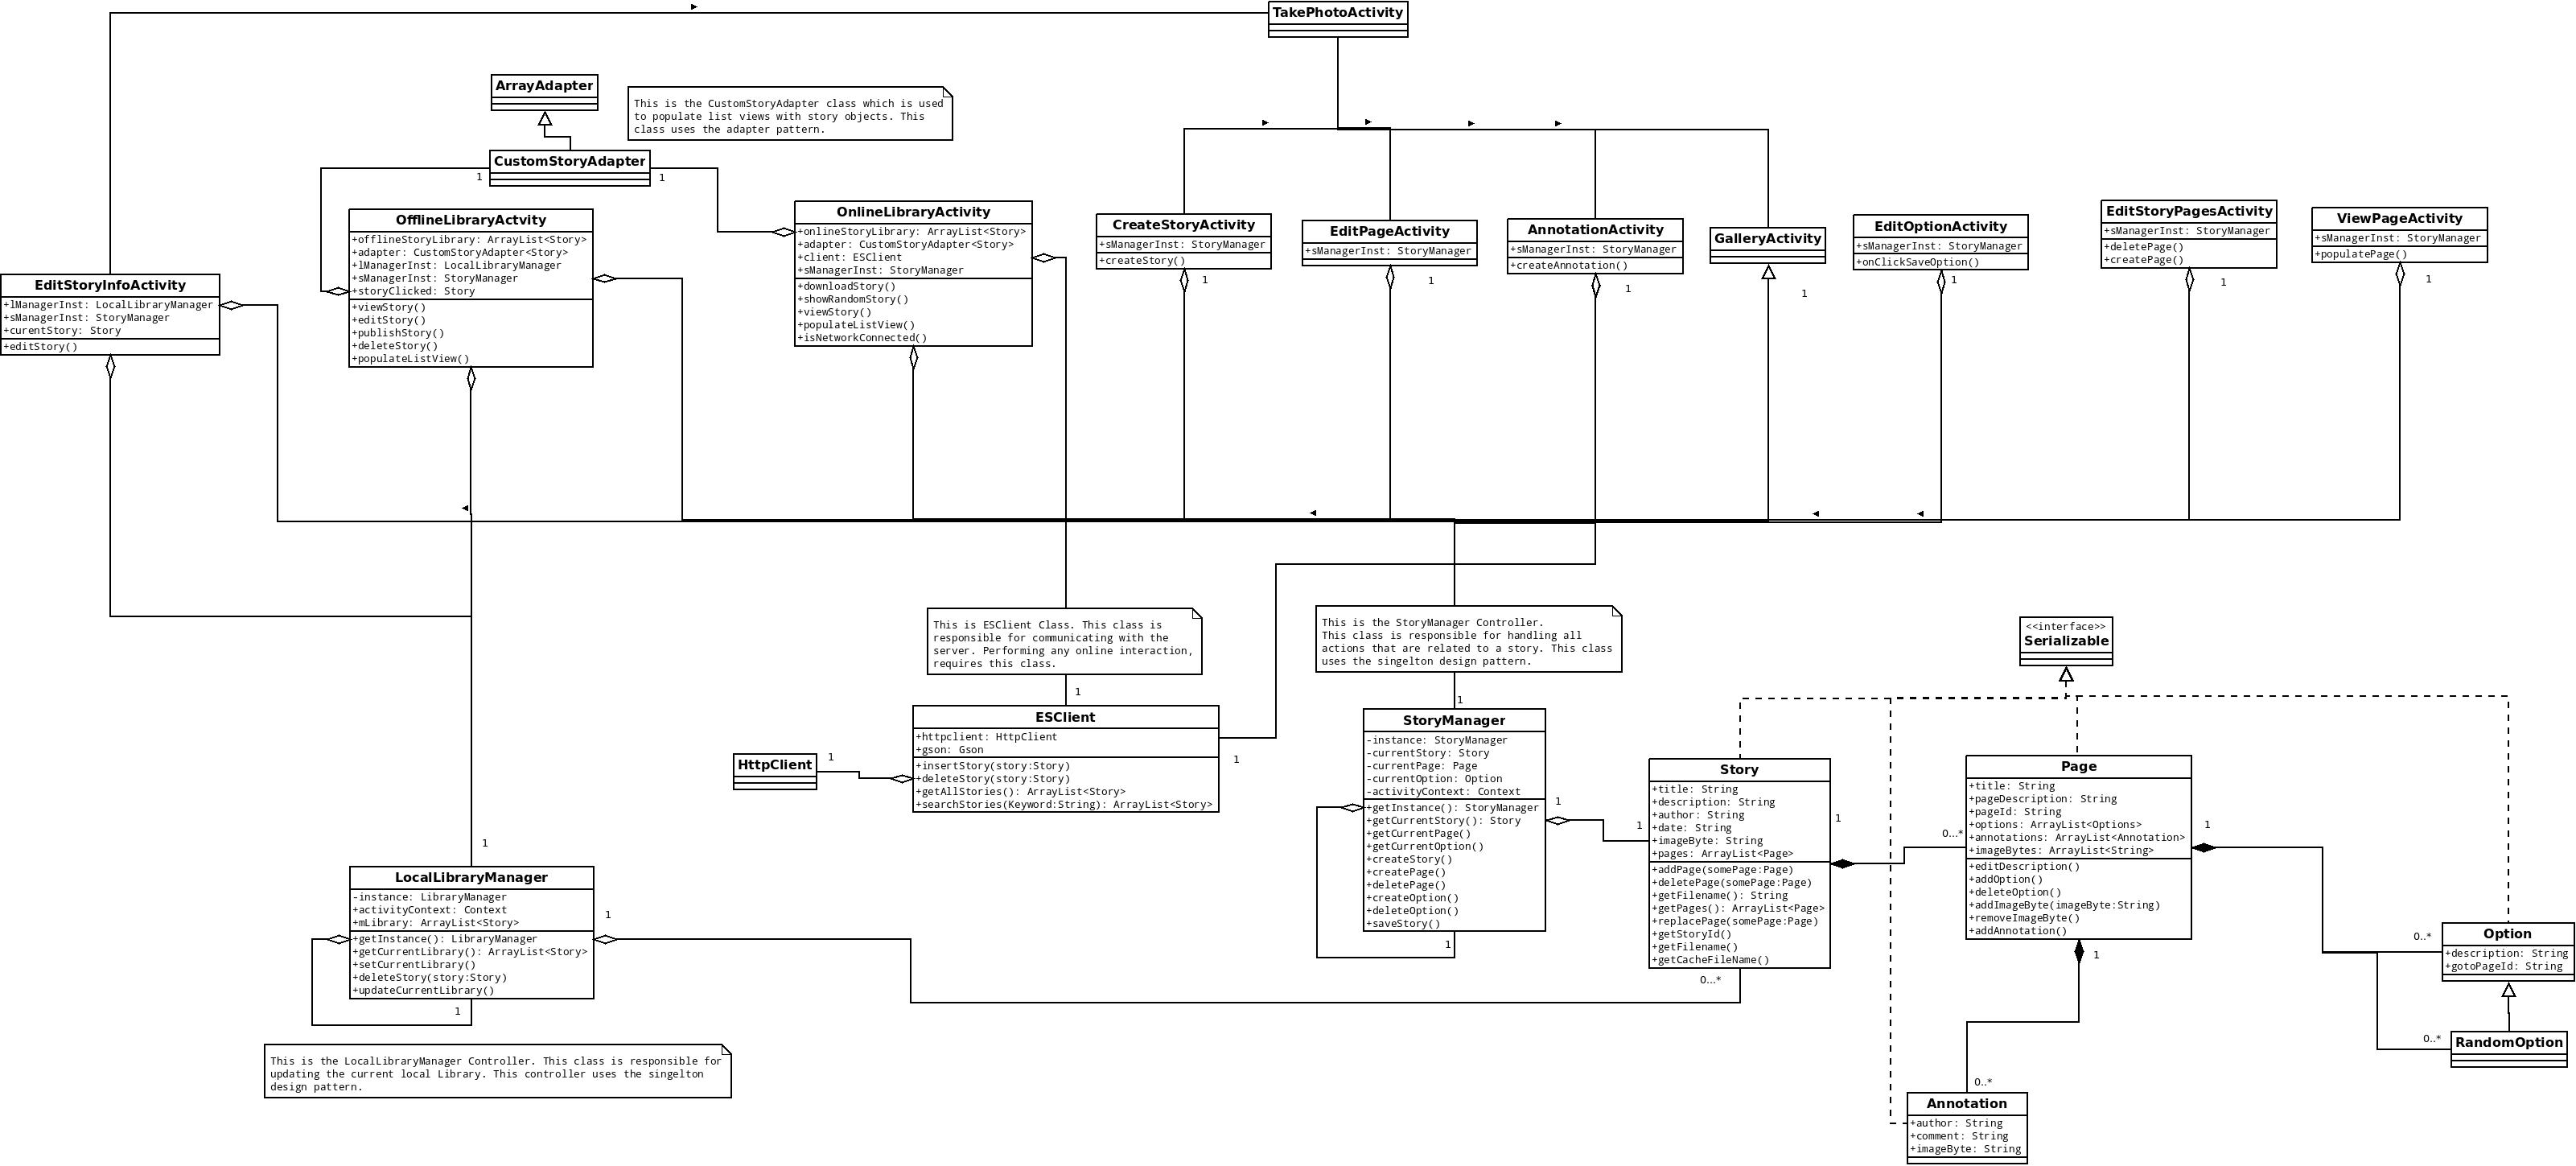 TakePhotoActivity
ArrayAdapter
This is the CustomStoryAdapter class which is used
to populate list views with story objects. This
class uses the adapter pattern.
CustomStoryAdapter
1
1
OfflineLibraryActvity
+offlineStoryLibrary: ArrayList<Story>
+adapter: CustomStoryAdapter<Story>
+lManagerInst: LocalLibraryManager
+sManagerInst: StoryManager
+storyClicked: Story
+viewStory()
+editStory()
+publishStory()
+deleteStory()
+populateListView()
OnlineLibraryActivity
+onlineStoryLibrary: ArrayList<Story>
+adapter: CustomStoryAdapter<Story>
+client: ESClient
+sManagerInst: StoryManager
+downloadStory()
+showRandomStory()
+viewStory()
+populateListView()
+isNetworkConnected()
CreateStoryActivity
+sManagerInst: StoryManager
+createStory()
1
EditPageActivity
+sManagerInst: StoryManager
1
AnnotationActivity
+sManagerInst: StoryManager
+createAnnotation()
1
GalleryActivity
1
EditOptionActivity
+sManagerInst: StoryManager
+onClickSaveOption()
1
EditStoryPagesActivity
+sManagerInst: StoryManager
+deletePage()
+createPage()
1
ViewPageActivity
+sManagerInst: StoryManager
+populatePage()
1
EditStoryInfoActivity
+lManagerInst: LocalLibraryManager
+sManagerInst: StoryManager
+curentStory: Story
+editStory()
This is ESClient Class. This class is
responsible for communicating with the
server. Performing any online interaction,
requires this class.
This is the StoryManager Controller.
This class is responsible for handling all
actions that are related to a story. This class
uses the singelton design pattern.
<<interface>>
Serializable
1
ESClient
+httpclient: HttpClient
+gson: Gson
+insertStory(story:Story)
+deleteStory(story:Story)
+getAllStories(): ArrayList<Story>
+searchStories(Keyword:String): ArrayList<Story>
1
HttpClient
1
1
StoryManager
-instance: StoryManager
-currentStory: Story
-currentPage: Page
-currentOption: Option
-activityContext: Context
+getInstance(): StoryManager
+getCurrentStory(): Story
+getCurrentPage()
+getCurrentOption()
+createStory()
+createPage()
+deletePage()
+createOption()
+deleteOption()
+saveStory()
1
1
1
Story
+title: String
+description: String
+author: String
+date: String
+imageByte: String
+pages: ArrayList<Page>
+addPage(somePage:Page)
+deletePage(somePage:Page)
+getFilename(): String
+getPages(): ArrayList<Page>
+replacePage(somePage:Page)
+getStoryId()
+getFilename()
+getCacheFileName()
1
0...*
0...*
Page
+title: String
+pageDescription: String
+pageId: String
+options: ArrayList<Options>
+annotations: ArrayList<Annotation>
+imageBytes: ArrayList<String>
+editDescription()
+addOption()
+deleteOption()
+addImageByte(imageByte:String)
+removeImageByte()
+addAnnotation()
1
1
0..*
Option
+description: String
+gotoPageId: String
0..*
RandomOption
0..*
Annotation
+author: String
+comment: String
+imageByte: String
1
LocalLibraryManager
-instance: LibraryManager
+activityContext: Context
+mLibrary: ArrayList<Story>
+getInstance(): LibraryManager
+getCurrentLibrary(): ArrayList<Story>
+setCurrentLibrary()
+deleteStory(story:Story)
+updateCurrentLibrary()
1
1
This is the LocalLibraryManager Controller. This class is responsible for
updating the current local Library. This controller uses the singelton
design pattern.